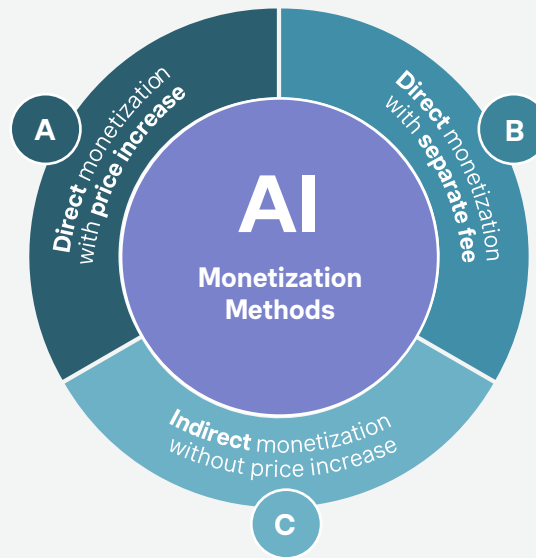 A
Direct monetization
with price increase
B
Direct monetization
with separate fee
AI
Monetization
Methods
Indirect monetization
without price increase
C